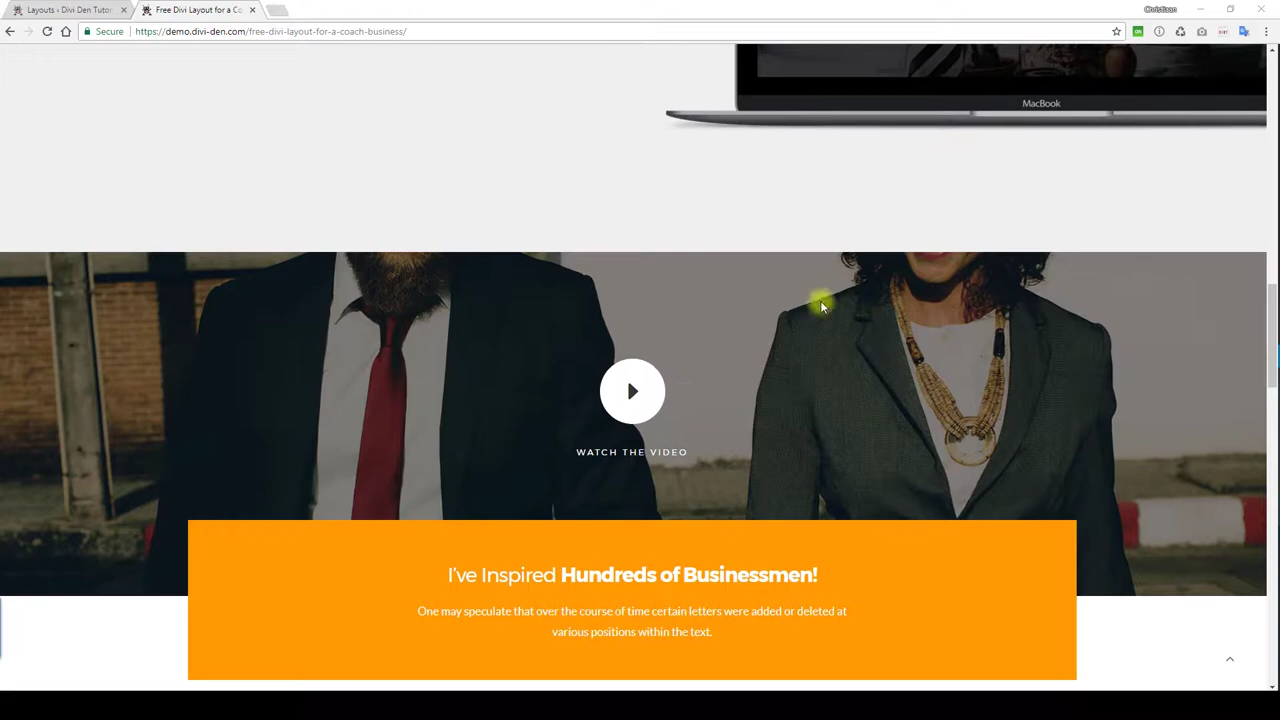 Layouts ‹ Divi Den Tutor
Free Divi Layout for a Co
Christiaan
Secure
https://demo.divi-den.com/free-divi-layout-for-a-coach-business/
MacBook
WATCH THE VIDEO
I've Inspired Hundreds of Businessmen!
One may speculate that over the course of time certain letters were added or deleted at
various positions within the text.